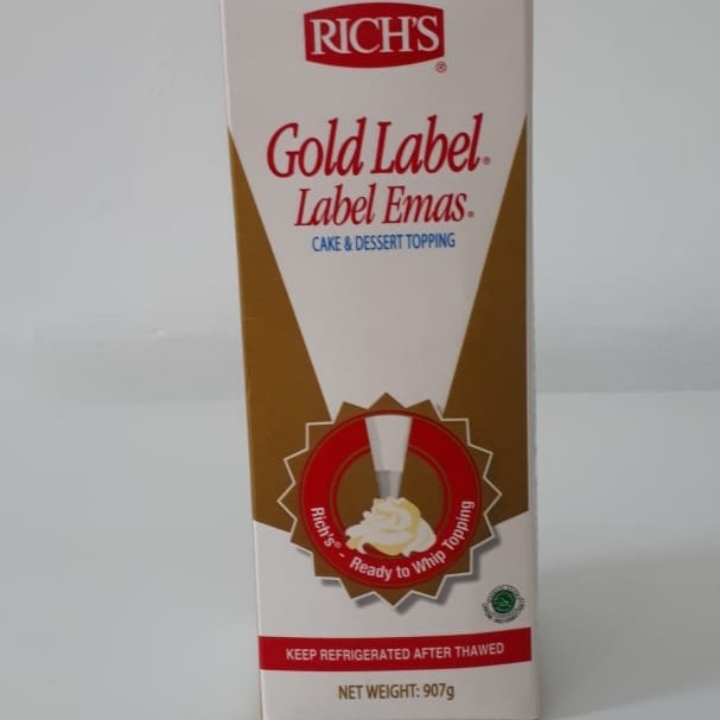 RICH'S®
Gold Label®
Label Emas®
CAKE & DESSERT TOPPING
Rich's® - Ready to Whip Topping
KEEP REFRIGERATED AFTER THAWED
NET WEIGHT: 907g